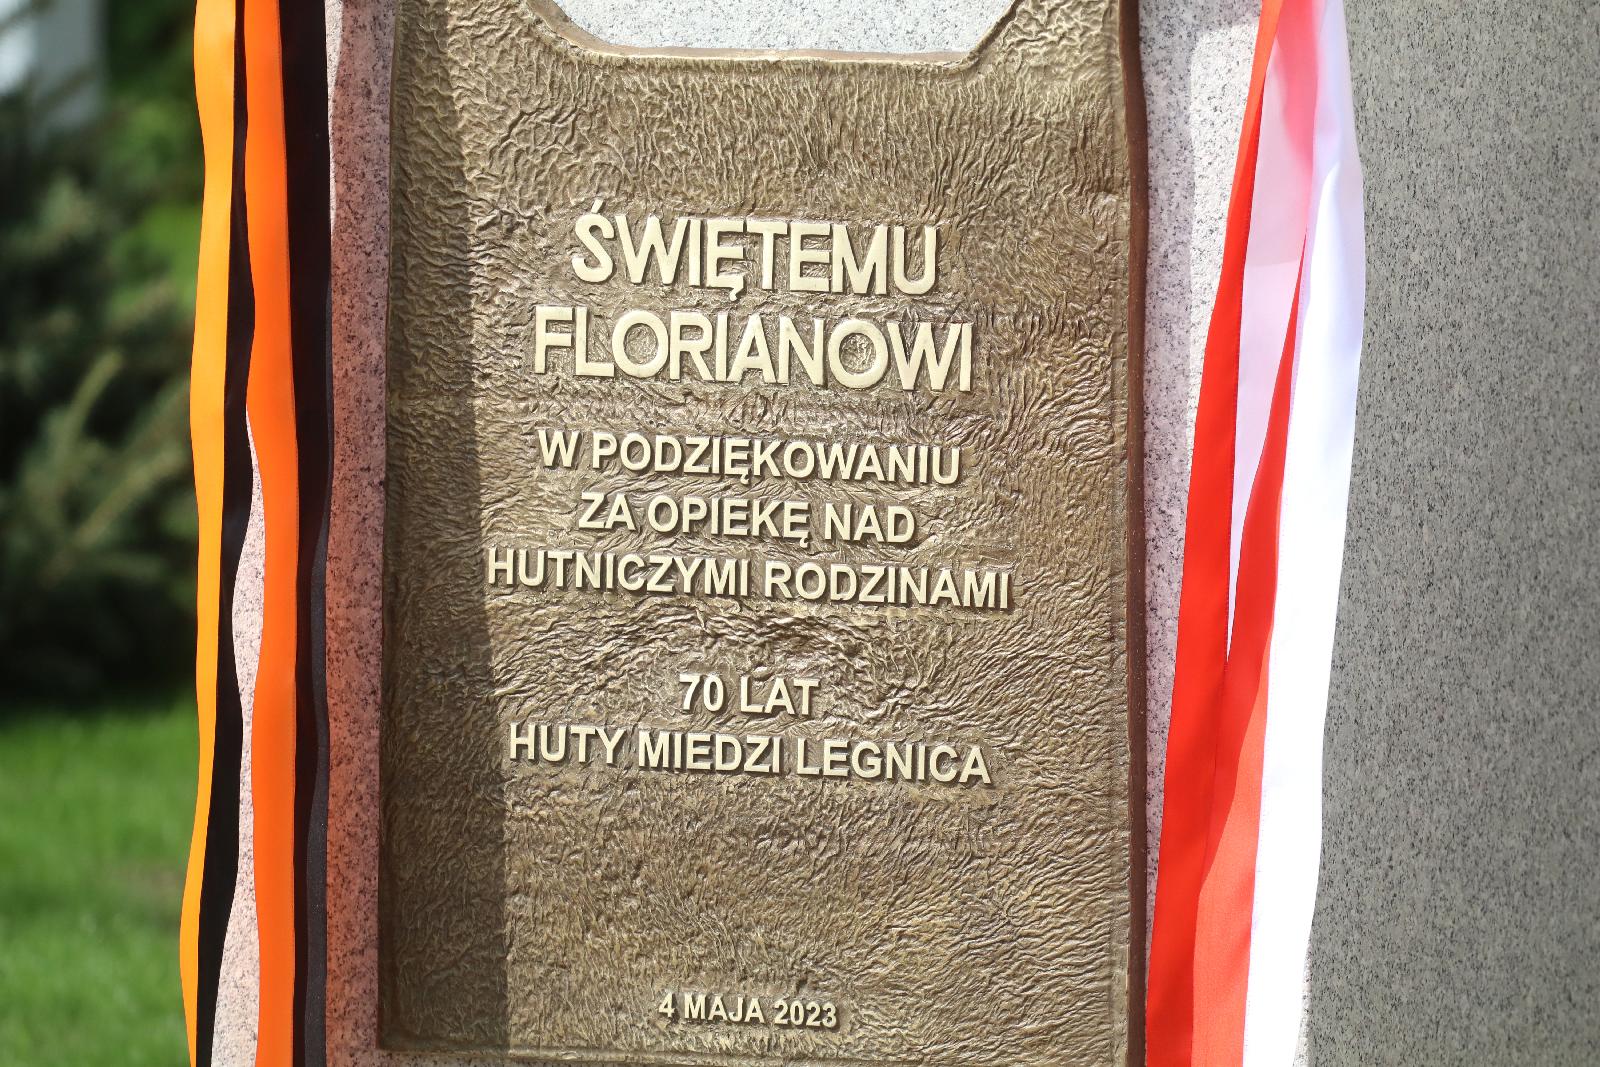 ŚWIĘTEMU
FLORIANOWI
W PODZIĘKOWANIU
ZA OPIEKĘ NAD
HUTNICZYMI RODZINAMI
70 LAT
HUTY MIEDZI LEGNICA
4 MAJA 2023